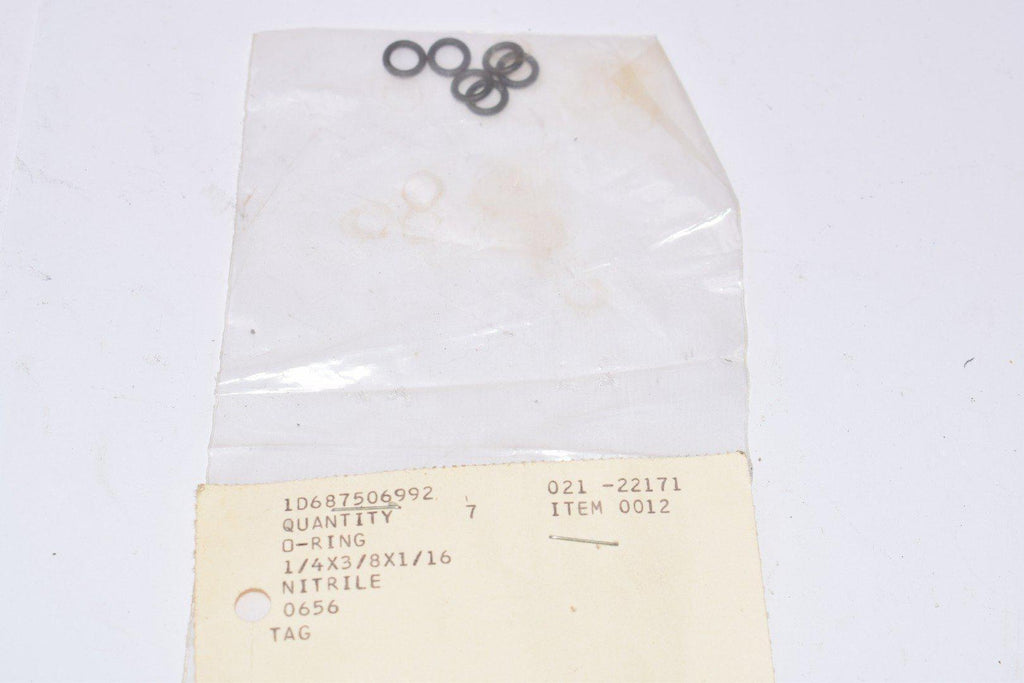 1D687506992
QUANTITY 7
O-RING
1/4X3/8X1/16
NITRILE
0656
TAG
021 -22171
ITEM 0012